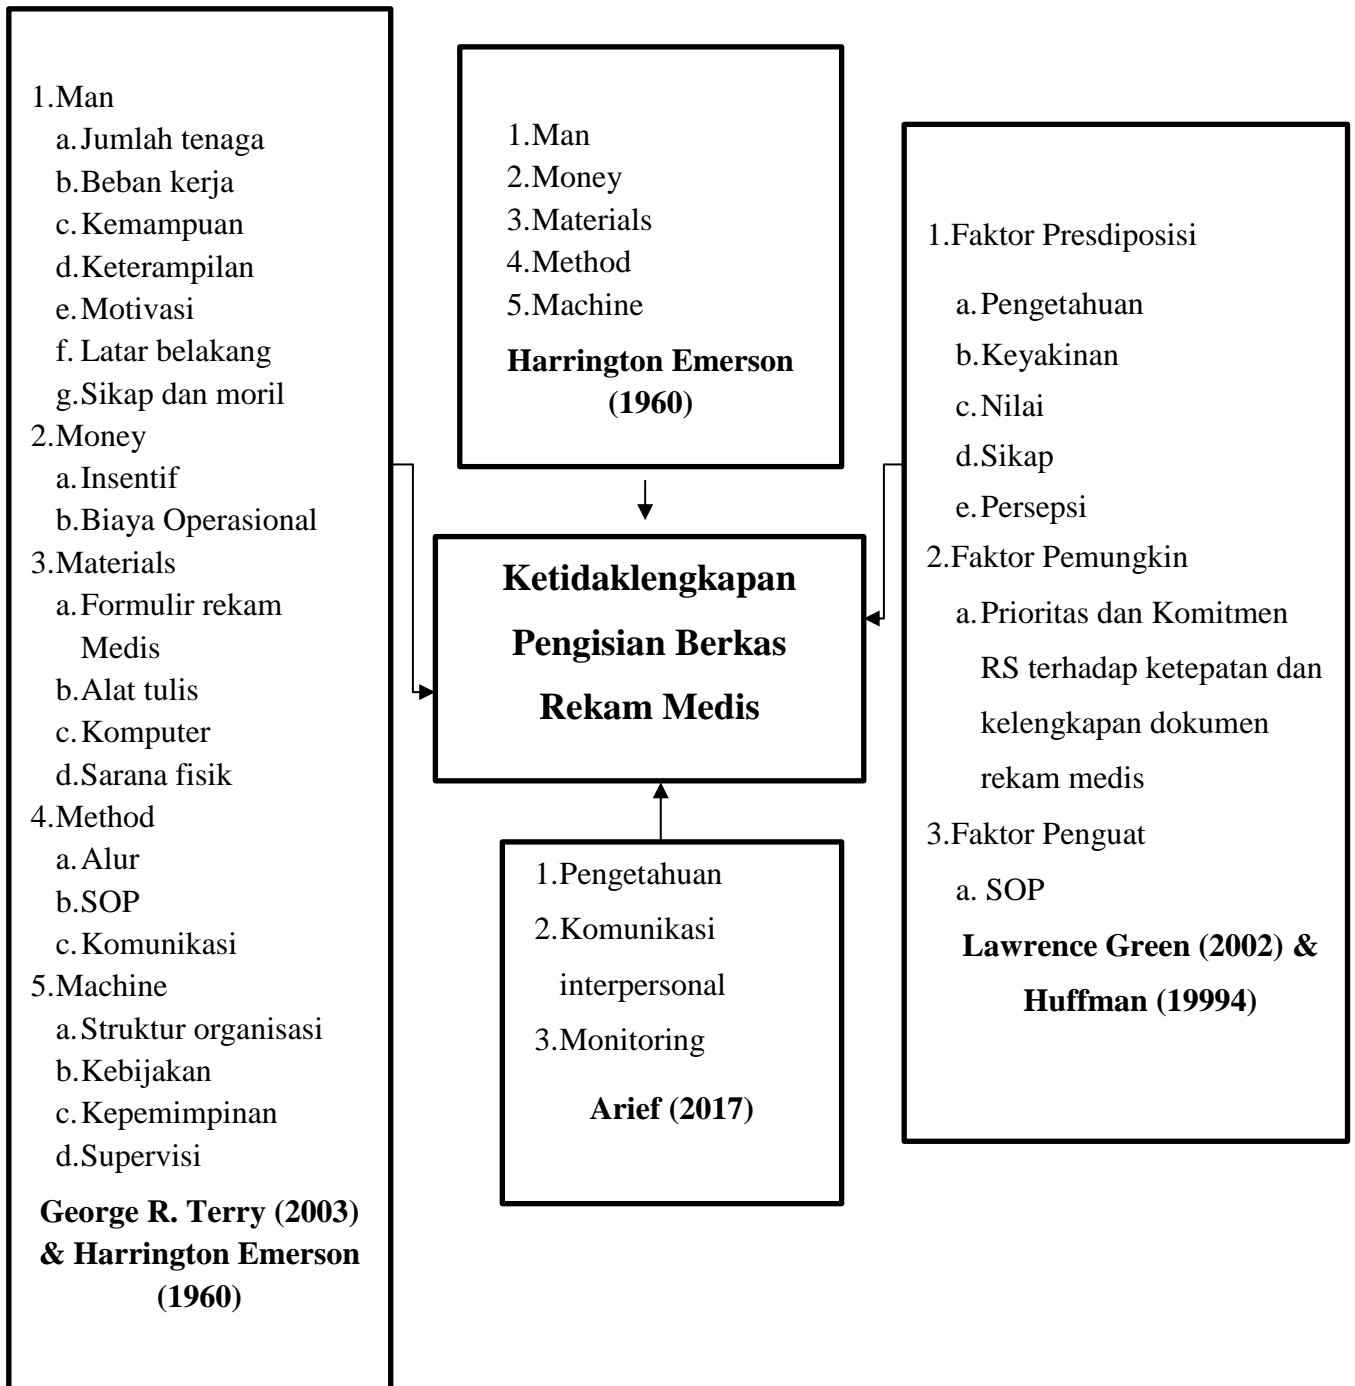 1.Man
a.Jumlah tenaga
b.Beban kerja
c.Kemampuan
d.Keterampilan
e.Motivasi
f. Latar belakang
g.Sikap dan moril
2.Money
a.Insentif
b.Biaya Operasional
3.Materials
a.Formulir rekam
Medis
b.Alat tulis
c.Komputer
d.Sarana fisik
4.Method
a.Alur
b.SOP
c.Komunikasi
5.Machine
a.Struktur organisasi
b.Kebijakan
c.Kepemimpinan
d.Supervisi
George R. Terry (2003)
& Harrington Emerson
(1960)
1.Man
2.Money
3.Materials
4.Method
5.Machine
Harrington Emerson
(1960)
Ketidaklengkapan
Pengisian Berkas
Rekam Medis
1.Pengetahuan
2.Komunikasi
interpersonal
3.Monitoring
Arief (2017)
1.Faktor Presdiposisi
a.Pengetahuan
b.Keyakinan
c.Nilai
d.Sikap
e.Persepsi
2.Faktor Pemungkin
a.Prioritas dan Komitmen
RS terhadap ketepatan dan
kelengkapan dokumen
rekam medis
3.Faktor Penguat
a. SOP
Lawrence Green (2002) &
Huffman (19994)